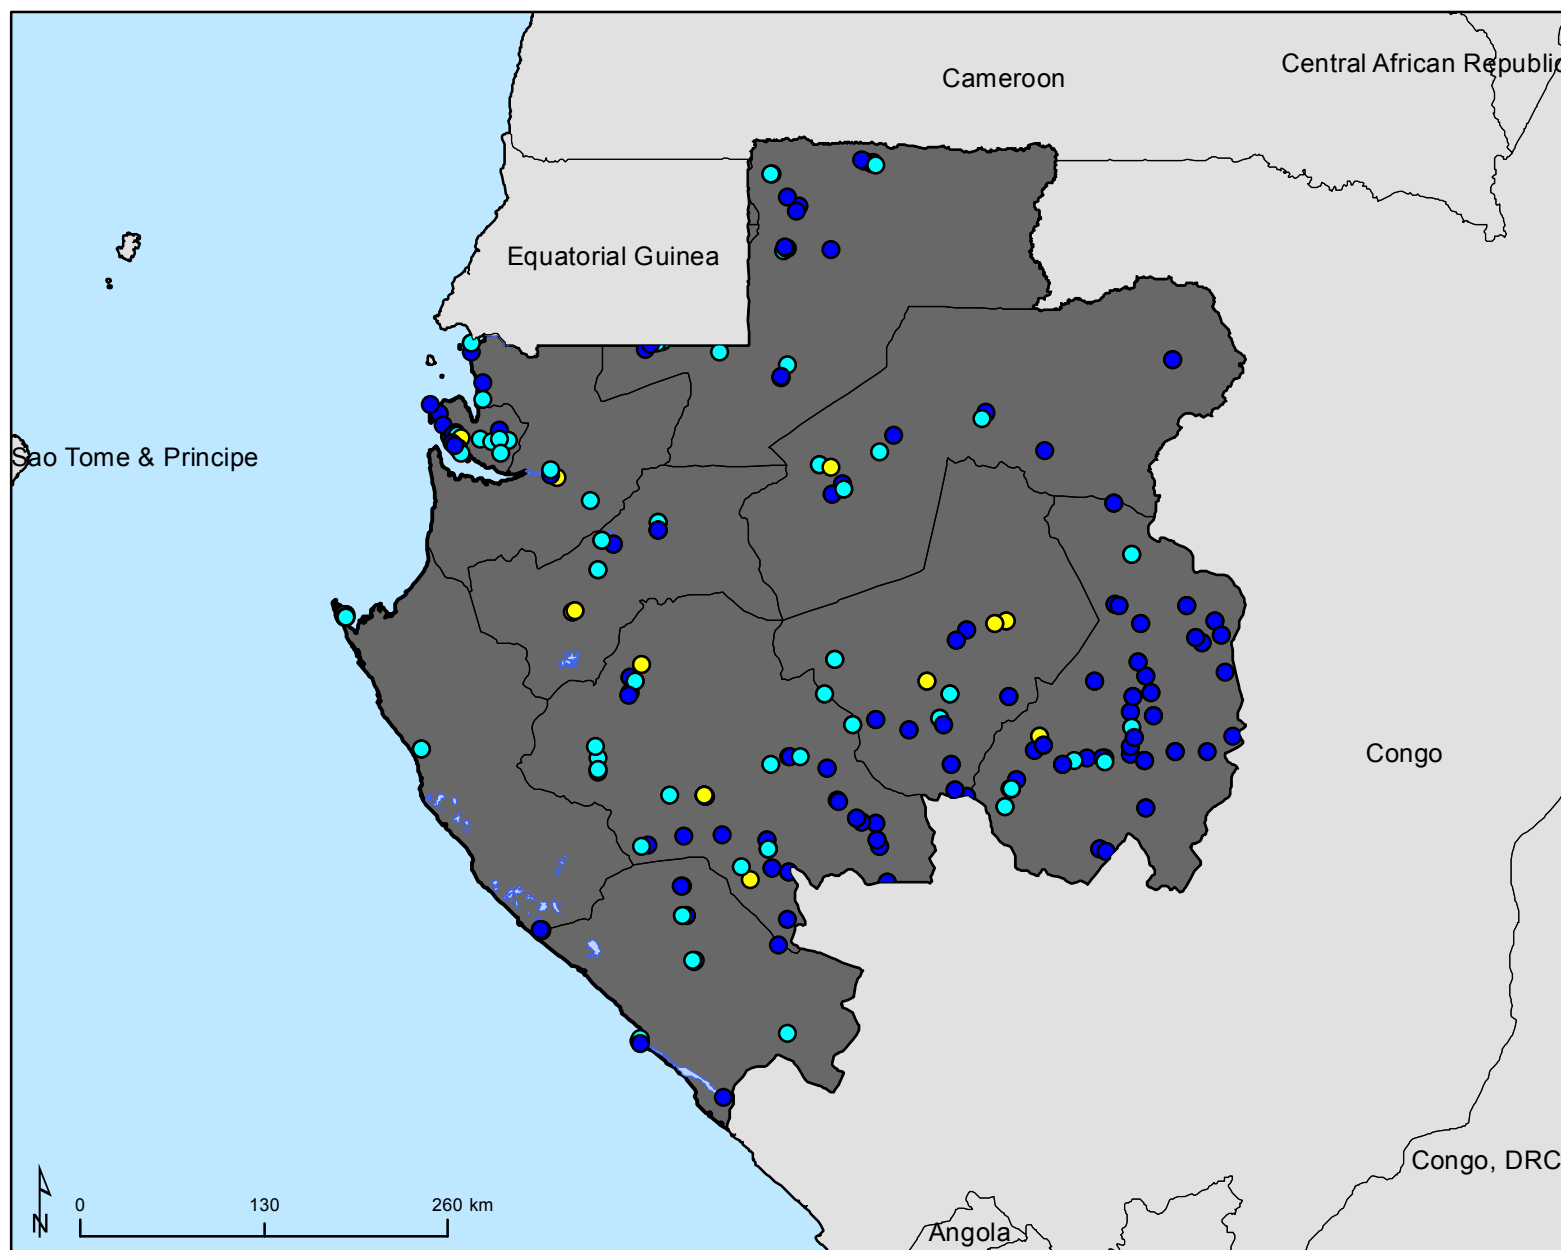 Cameroon
Central African Republic
Equatorial Guinea
Sao Tome & Principe
Congo
Congo, DRC
Angola
0 130 260 km
N